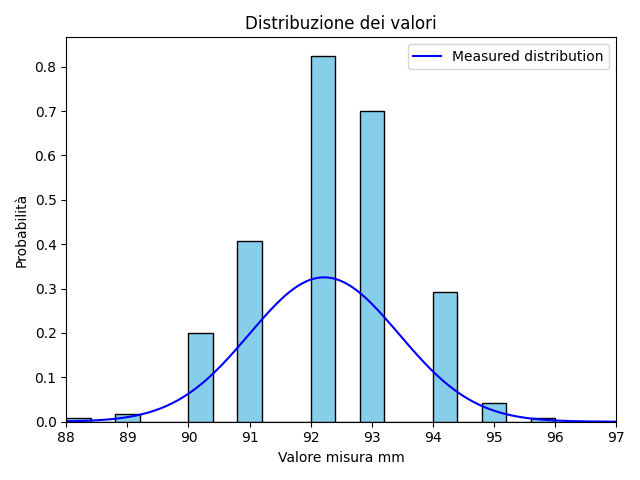 Distribuzione dei valori
Measured distribution
Probabilità
0.8
0.7
0.6
0.5
0.4
0.3
0.2
0.1
0.0
88 89 90 91 92 93 94 95 96 97
Valore misura mm